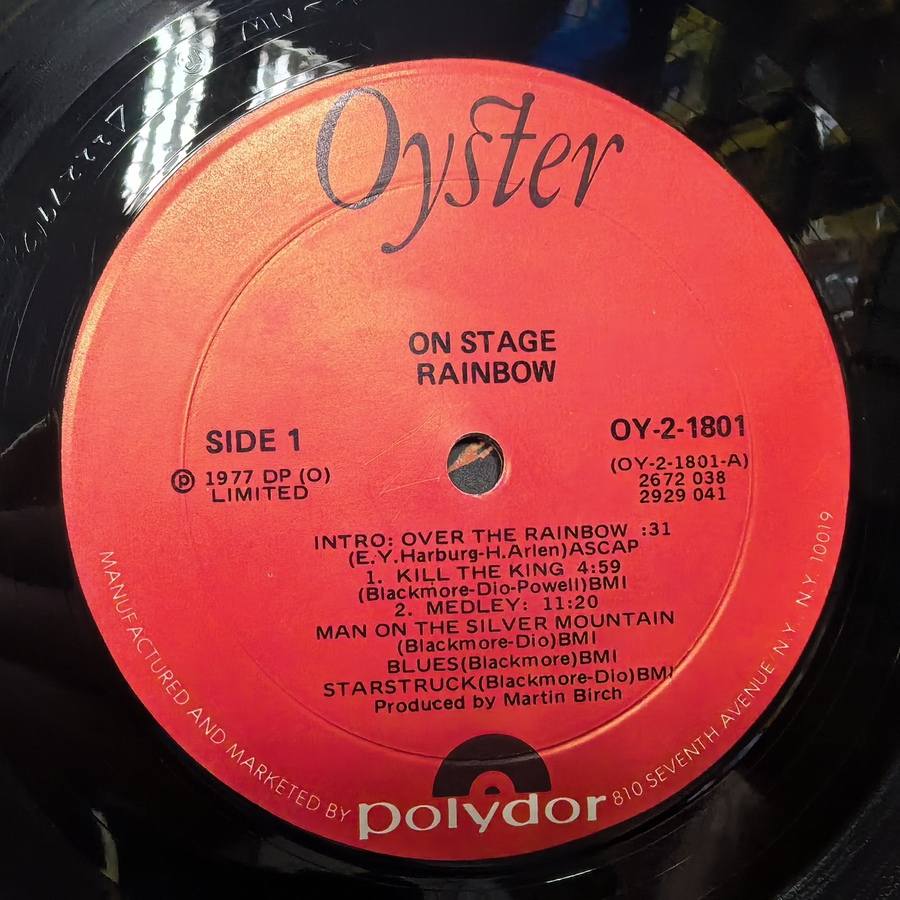 Oyster
ON STAGE
RAINBOW
SIDE 1
OY-2-1801
℗ 1977 DP (O)
LIMITED
(OY-2-1801-A)
2672 038
2929 041
INTRO: OVER THE RAINBOW :31
(E.Y.Harburg-H.Arlen)ASCAP
1. KILL THE KING 4:59
(Blackmore-Dio-Powell)BMI
2. MEDLEY: 11:20
MAN ON THE SILVER MOUNTAIN
(Blackmore-Dio)BMI
BLUES(Blackmore)BMI
STARSTRUCK(Blackmore-Dio)BMI
Produced by Martin Birch
MANUFACTURED AND MARKETED BY
polydor
810 SEVENTH AVENUE N.Y. N.Y. 10019